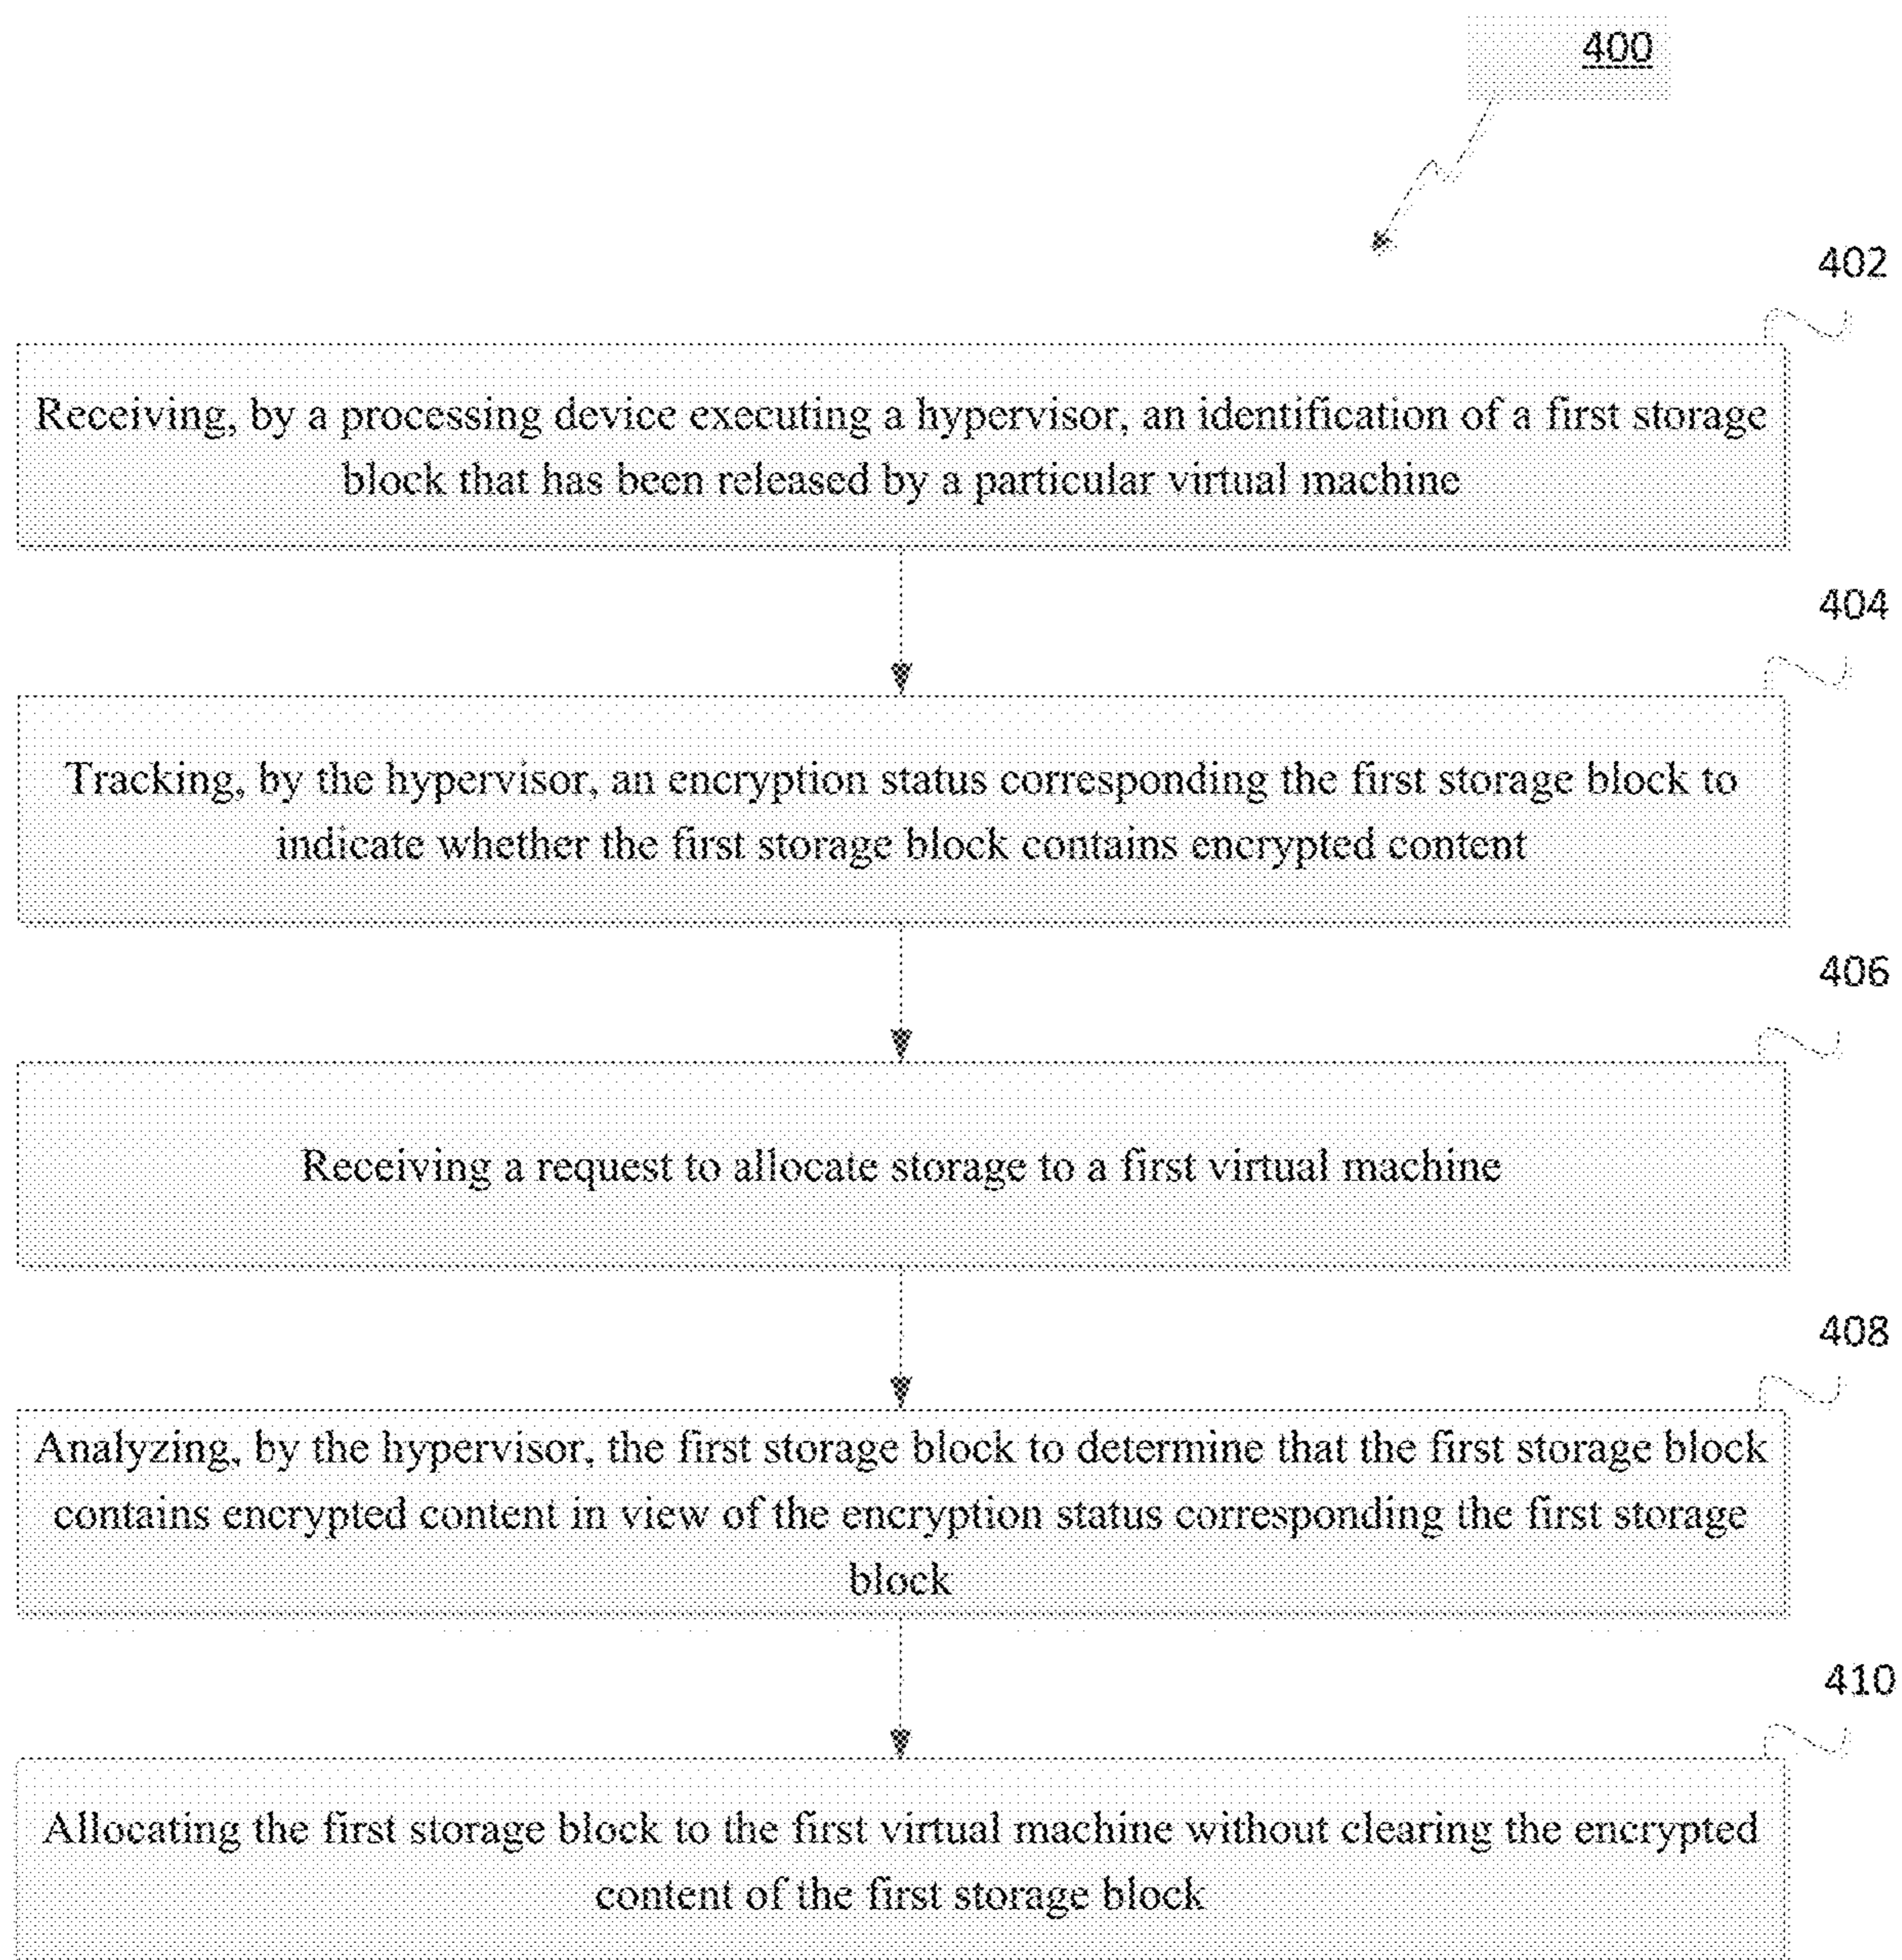 400
402
Receiving, by a processing device executing a hypervisor, an identification of a first storage
block that has been released by a particular virtual machine
404
Tracking, by the hypervisor, an encryption status corresponding the first storage block to
indicate whether the first storage block contains encrypted content
406
Receiving a request to allocate storage to a first virtual machine
408
Analyzing, by the hypervisor, the first storage block to determine that the first storage block
contains encrypted content in view of the encryption status corresponding the first storage
block
410
Allocating the first storage block to the first virtual machine without clearing the encrypted
content of the first storage block